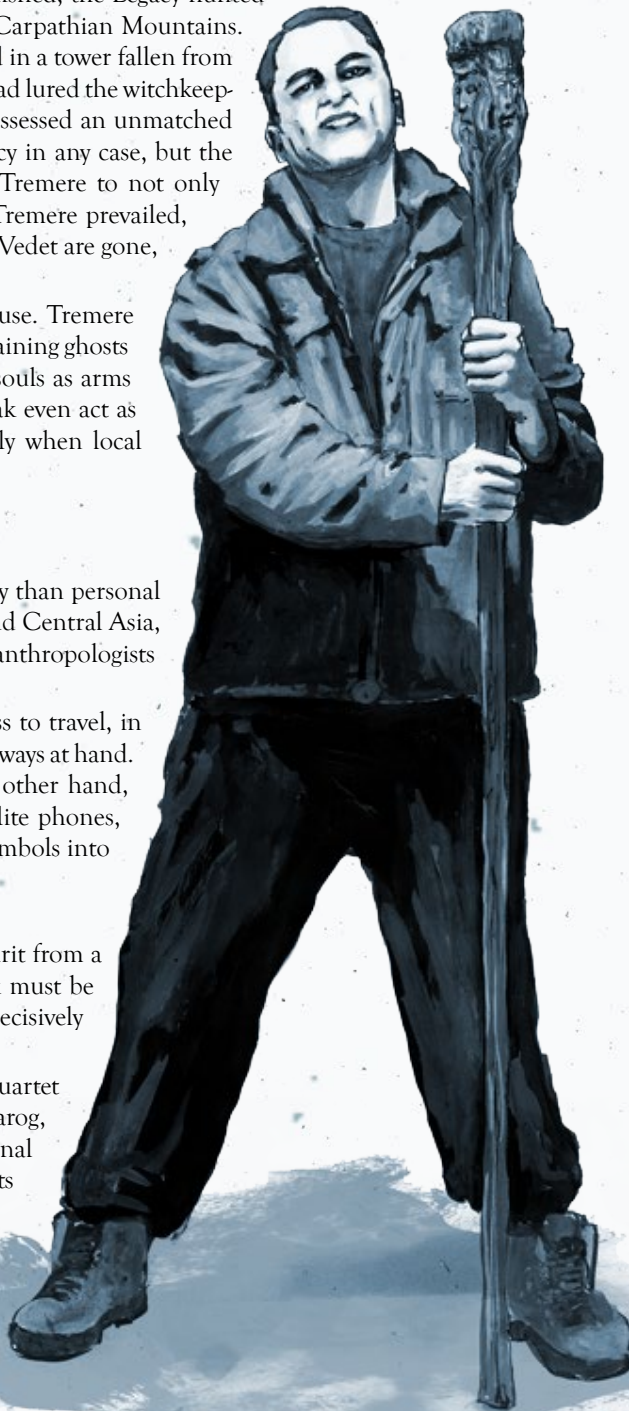 the Legacy hunted
Carpathian Mountains.
in a tower fallen from
ad lured the witchkeep-
ssessed an unmatched
cy in any case, but the
Tremere to not only
Tremere prevailed,
Vedet are gone,
use. Tremere
aining ghosts
souls as arms
ak even act as
ly when local
y than personal
d Central Asia,
anthropologists
ss to travel, in
ways at hand.
other hand,
lite phones,
mbols into
rit from a
must be
ecisively
uartet
arog,
nal
ts